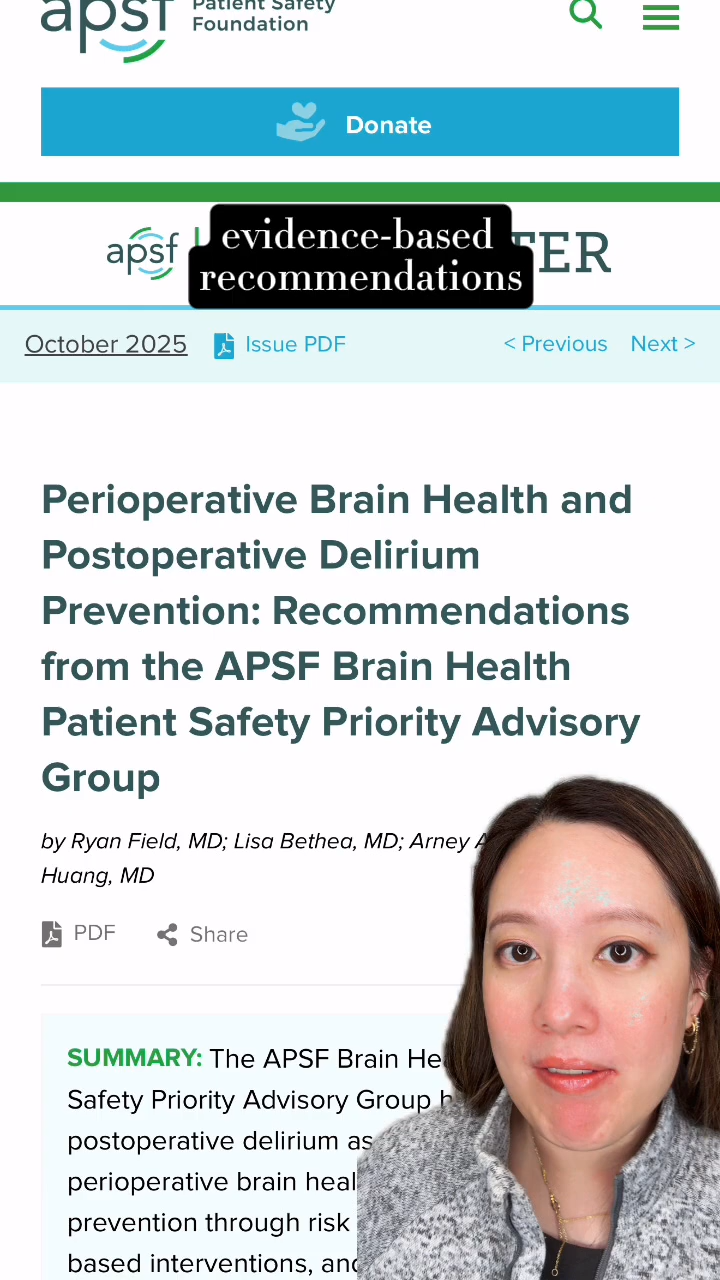 apsf Patient Safety
Foundation
Donate
evidence-based
recommendations
apsf TER
October 2025 Issue PDF < Previous Next >
Perioperative Brain Health and
Postoperative Delirium
Prevention: Recommendations
from the APSF Brain Health
Patient Safety Priority Advisory
Group
by Ryan Field, MD; Lisa Bethea, MD; Arney
Huang, MD
PDF Share
SUMMARY: The APSF Brain
Safety Priority Advisory Group
postoperative delirium as
perioperative brain
prevention through risk
based interventions,